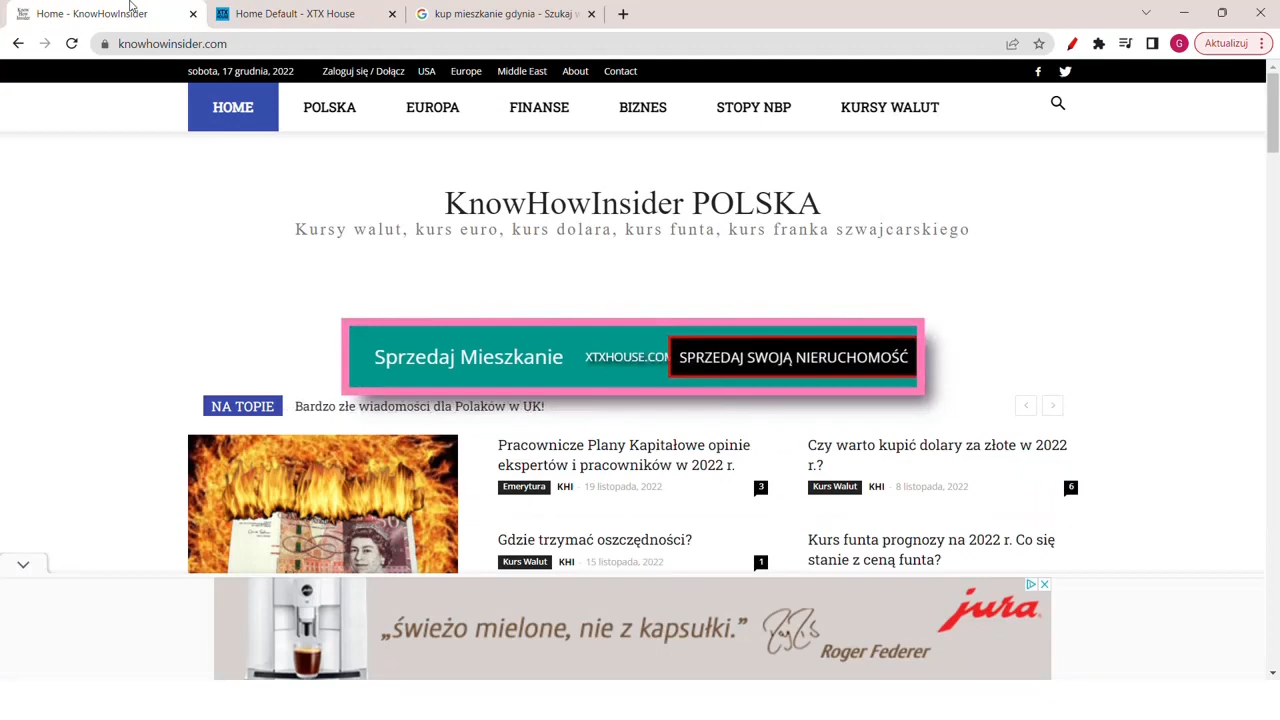 Home - KnowHowInsider
Home Default - XTX House
kup mieszkanie gdynia - Szukaj w
knowhowinsider.com
G
Aktualizuj
sobota, 17 grudnia, 2022
Zaloguj się / Dołącz
USA
Europe
Middle East
About
Contact
HOME
POLSKA
EUROPA
FINANSE
BIZNES
STOPY NBP
KURSY WALUT
KnowHowInsider POLSKA
Kursy walut, kurs euro, kurs dolara, kurs funta, kurs franka szwajcarskiego
Sprzedaj Mieszkanie
XTXHOUSE.COM
SPRZEDAJ SWOJĄ NIERUCHOMOŚĆ
NA TOPIE
Bardzo złe wiadomości dla Polaków w UK!
Pracownicze Plany Kapitałowe opinie
ekspertów i pracowników w 2022 r.
Emerytura KHI - 19 listopada, 2022 3
Czy warto kupić dolary za złote w 2022
r.?
Kurs Walut KHI - 8 listopada, 2022 6
Gdzie trzymać oszczędności?
Kurs Walut KHI - 15 listopada, 2022 1
Kurs funta prognozy na 2022 r. Co się
stanie z ceną funta?
„świeżo mielone, nie z kapsułki.”
Roger Federer
jura